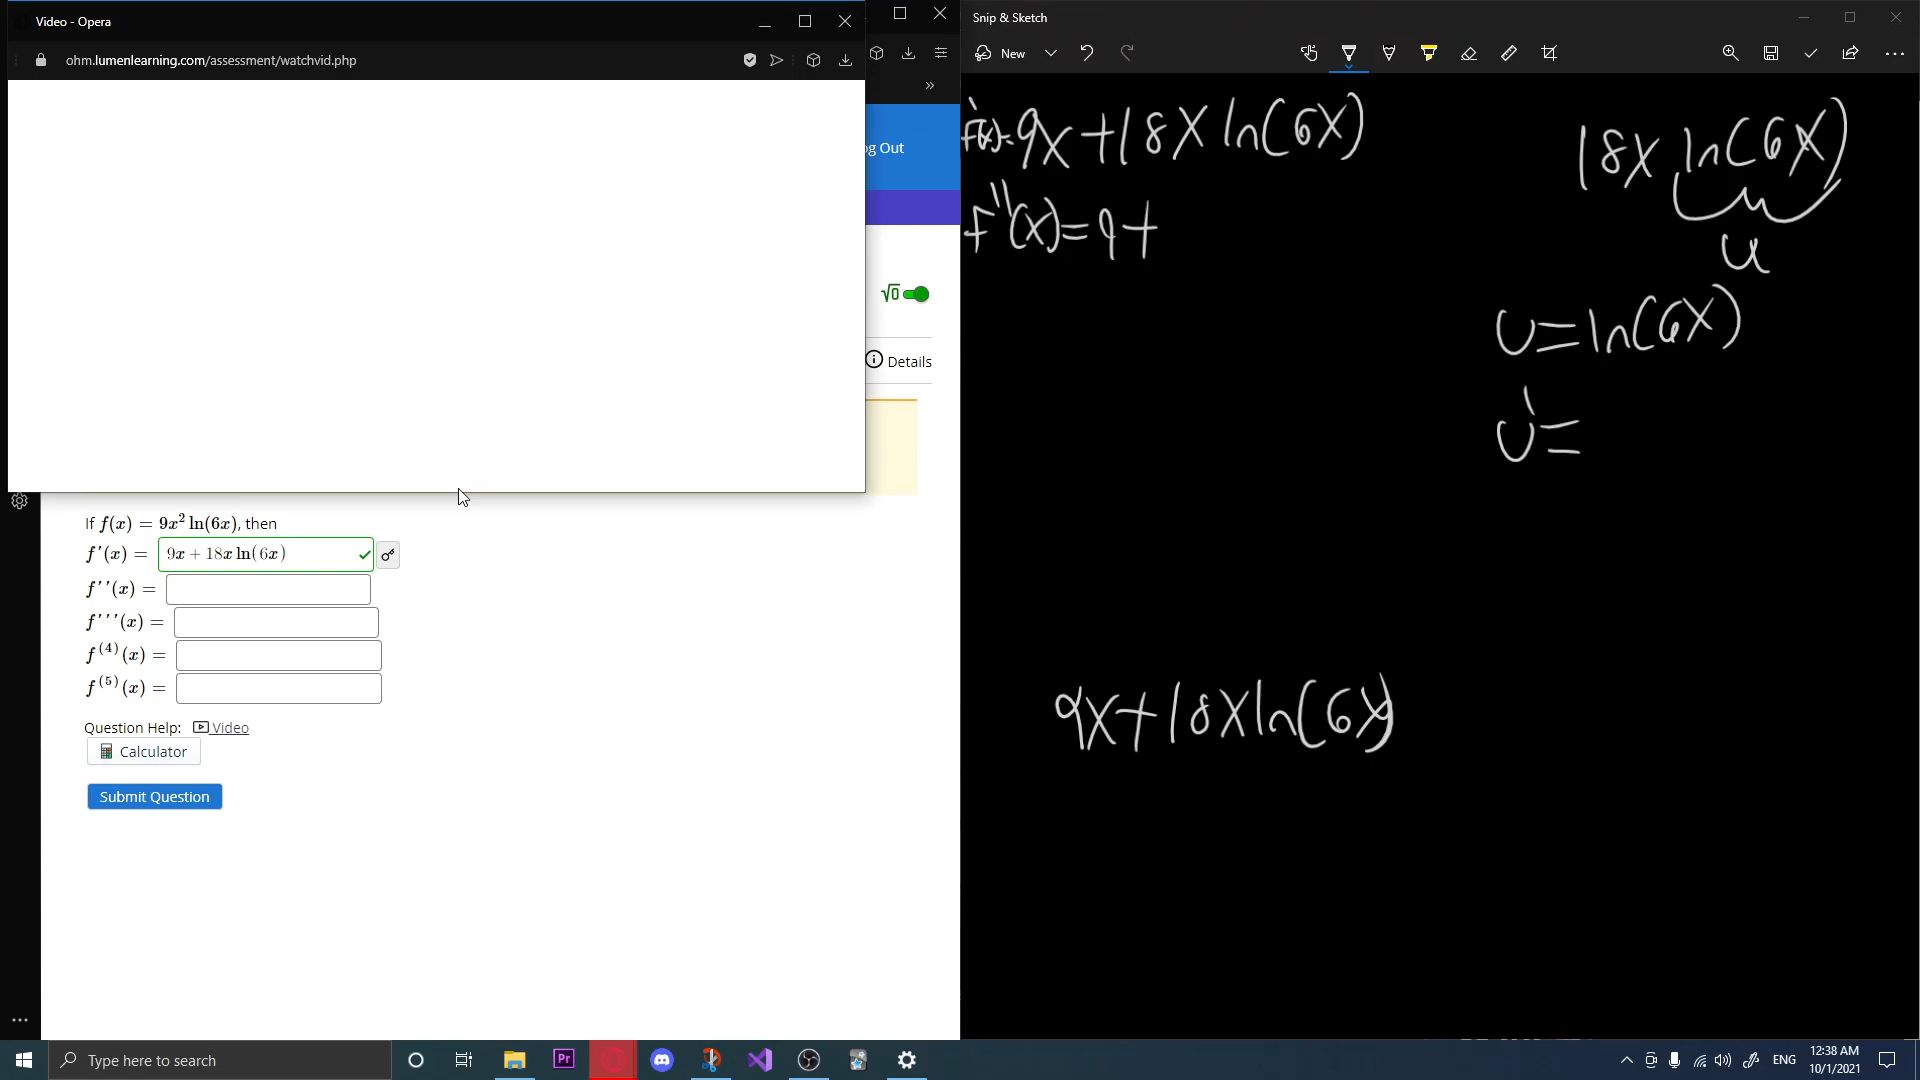 Video - Opera
ohm.lumenlearning.com/assessment/watchvid.php
»
og Out
√0
Details
If f(x) = 9x² ln(6x), then
f'(x) = 9x + 18x ln(6x)
f''(x) =
f'''(x) =
f⁽⁴⁾(x) =
f⁽⁵⁾(x) =
Question Help: Video
Calculator
Submit Question
Snip & Sketch
New
f'(x)=9x+18x ln(6x)
f''(x)=9+
18x ln(6x)
u
u=ln(6x)
u'=
9x+18xln(6x)
Type here to search
Pr
ENG
12:38 AM
10/1/2021